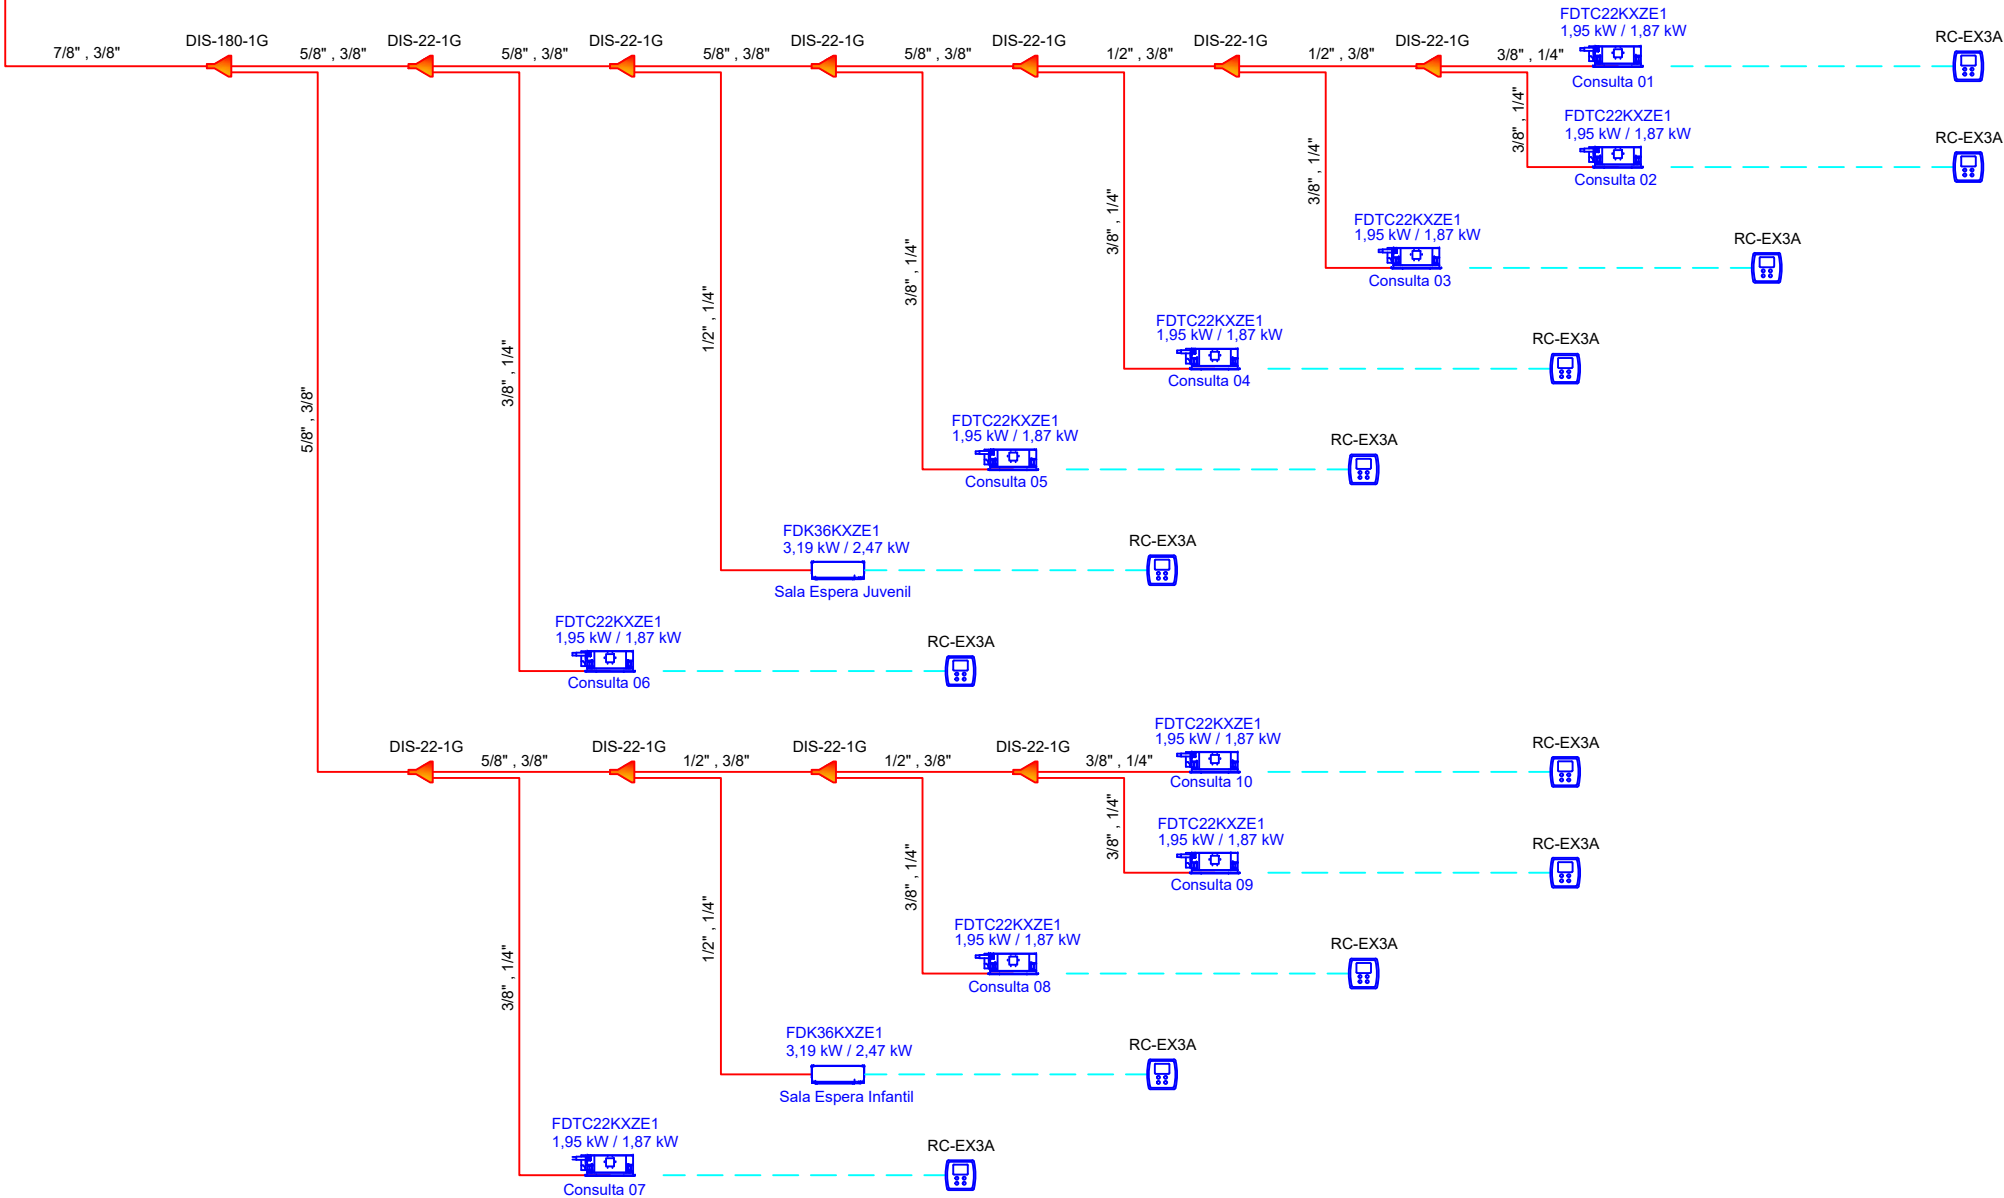 7/8" , 3/8"
DIS-180-1G
5/8" , 3/8"
DIS-22-1G
5/8" , 3/8"
DIS-22-1G
5/8" , 3/8"
DIS-22-1G
5/8" , 3/8"
DIS-22-1G
1/2" , 3/8"
DIS-22-1G
1/2" , 3/8"
DIS-22-1G
3/8" , 1/4"
FDTC22KXZE1
1,95 kW / 1,87 kW
Consulta 01
RC-EX3A
3/8" , 1/4"
FDTC22KXZE1
1,95 kW / 1,87 kW
Consulta 02
RC-EX3A
3/8" , 1/4"
FDTC22KXZE1
1,95 kW / 1,87 kW
Consulta 03
RC-EX3A
3/8" , 1/4"
FDTC22KXZE1
1,95 kW / 1,87 kW
Consulta 04
RC-EX3A
3/8" , 1/4"
FDTC22KXZE1
1,95 kW / 1,87 kW
Consulta 05
RC-EX3A
1/2" , 1/4"
FDK36KXZE1
3,19 kW / 2,47 kW
Sala Espera Juvenil
RC-EX3A
3/8" , 1/4"
FDTC22KXZE1
1,95 kW / 1,87 kW
Consulta 06
RC-EX3A
5/8" , 3/8"
DIS-22-1G
5/8" , 3/8"
DIS-22-1G
1/2" , 3/8"
DIS-22-1G
1/2" , 3/8"
DIS-22-1G
3/8" , 1/4"
FDTC22KXZE1
1,95 kW / 1,87 kW
Consulta 10
RC-EX3A
3/8" , 1/4"
FDTC22KXZE1
1,95 kW / 1,87 kW
Consulta 09
RC-EX3A
3/8" , 1/4"
FDTC22KXZE1
1,95 kW / 1,87 kW
Consulta 08
RC-EX3A
1/2" , 1/4"
FDK36KXZE1
3,19 kW / 2,47 kW
Sala Espera Infantil
RC-EX3A
3/8" , 1/4"
FDTC22KXZE1
1,95 kW / 1,87 kW
Consulta 07
RC-EX3A